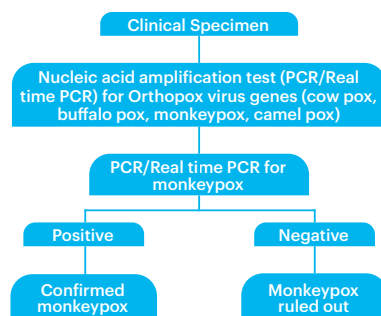 Clinical Specimen
Nucleic acid amplification test (PCR/Real
time PCR) for Orthopox virus genes (cow pox,
buffalo pox, monkeypox, camel pox)
PCR/Real time PCR for
monkeypox
Positive
Negative
Confirmed
monkeypox
Monkeypox
ruled out